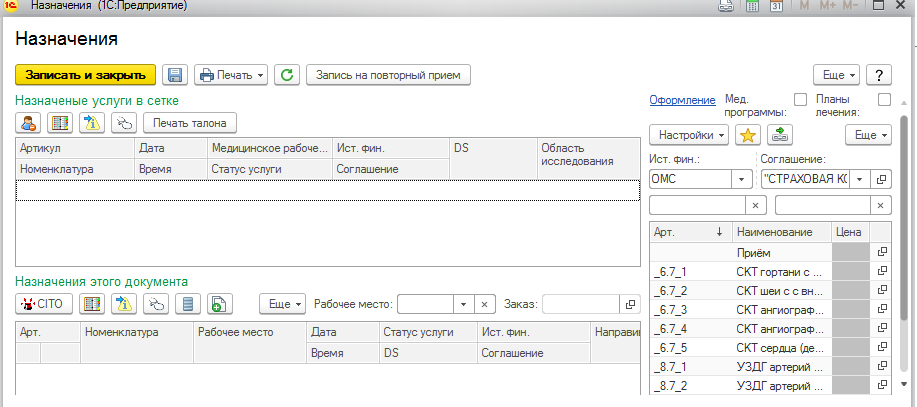 Назначения (1С:Предприятие)
M M+ M−
31
Назначения
Записать и закрыть Печать Запись на повторный прием Еще ?
Назначеные услуги в сетке
Печать талона
Артикул Дата Медицинское рабоче... Ист. фин. DS Область исследования
Номенклатура Время Статус услуги Соглашение
Назначения этого документа
CITO Еще Рабочее место: Заказ:
Арт. Номенклатура Рабочее место Дата Статус услуги Ист. фин. Направи
Время DS Соглашение
Оформление Мед. программы: Планы лечения:
Настройки Еще
Ист. фин.: Соглашение:
ОМС "СТРАХОВАЯ КО
Арт. ↓ Наименование Цена
Приём
_6.7_1 СКТ гортани с ...
_6.7_2 СКТ шеи с с вн...
_6.7_3 СКТ ангиограф...
_6.7_4 СКТ ангиограф...
_6.7_5 СКТ сердца (де...
_8.7_1 УЗДГ артерий ...
_8.7_2 УЗДГ артерий ...